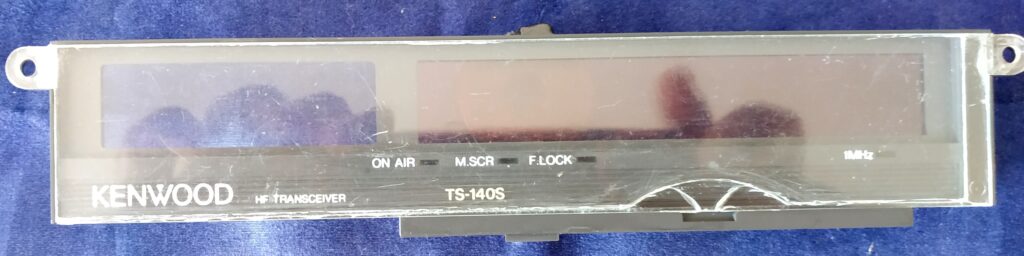 ON AIR M.SCR F.LOCK 1MHz
KENWOOD HF TRANSCEIVER TS-140S